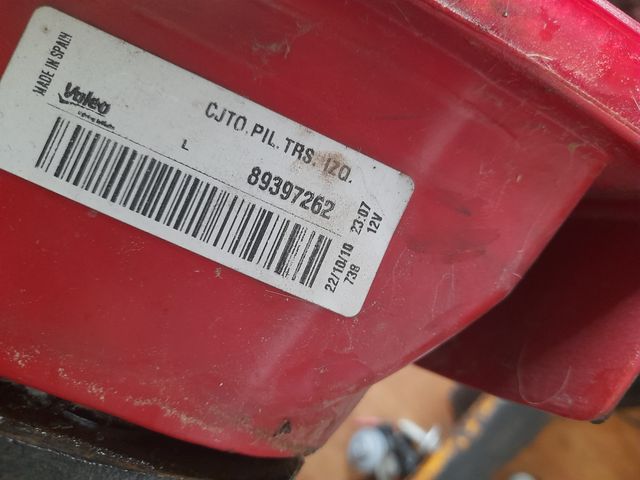 MADE IN SPAIN
Valeo
CJTO. PIL. TRS. IZQ.
L
89397262
22/10/10 23:07
738 12V